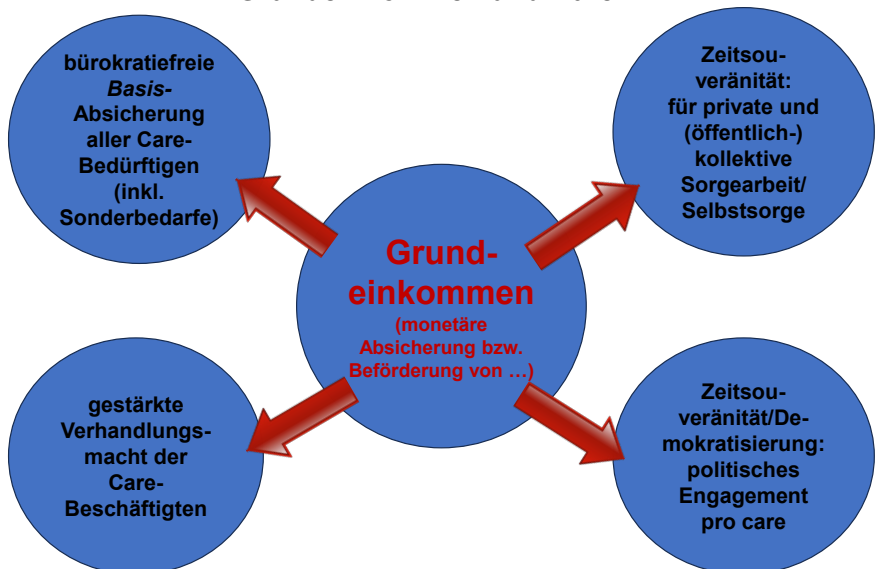 bürokratiefreie
Basis-
Absicherung
aller Care-
Bedürftigen
(inkl.
Sonderbedarfe)
Zeitsou-
veränität:
für private und
(öffentlich-)
kollektive
Sorgearbeit/
Selbstsorge
Grund-
einkommen
(monetäre
Absicherung bzw.
Beförderung von …)
gestärkte
Verhandlungs-
macht der
Care-
Beschäftigten
Zeitsou-
veränität/De-
mokratisierung:
politisches
Engagement
pro care